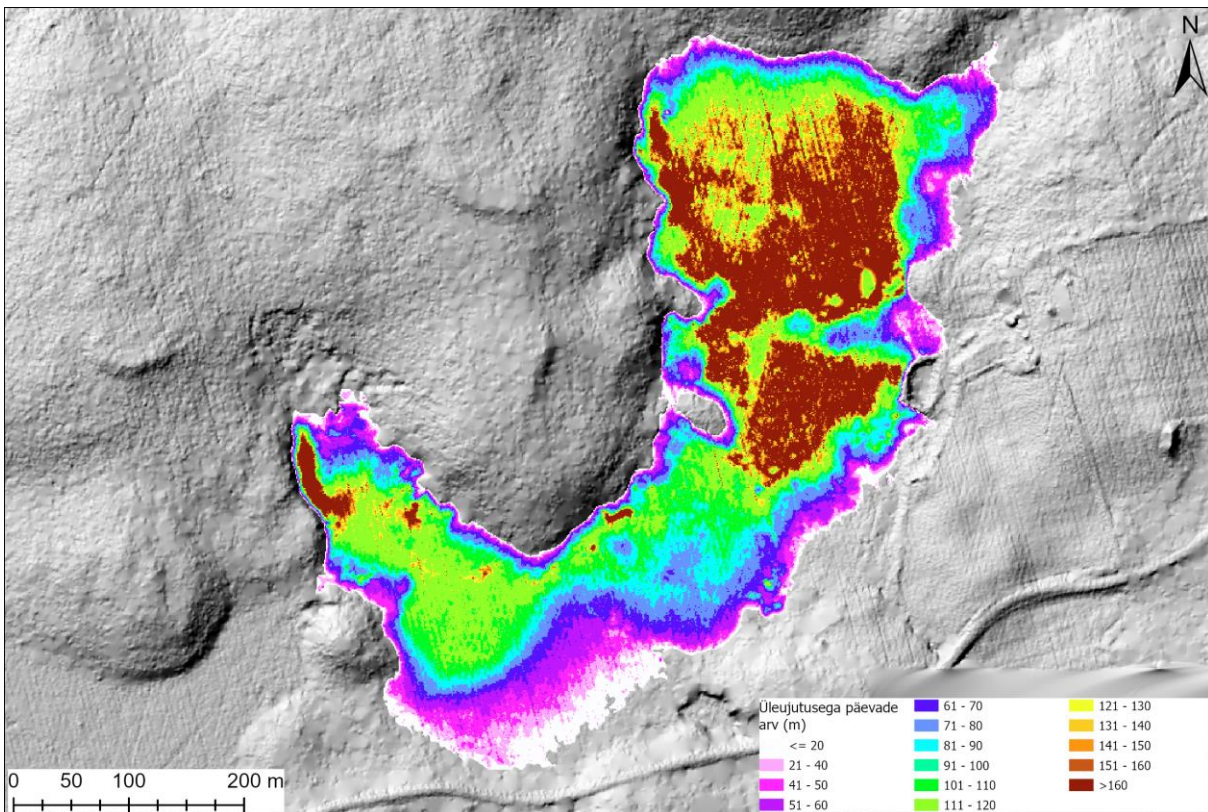 N
Üleujutusega päevade
arv (m)
<= 20
21 - 40
41 - 50
51 - 60
61 - 70
71 - 80
81 - 90
91 - 100
101 - 110
111 - 120
121 - 130
131 - 140
141 - 150
151 - 160
>160
0 50 100 200 m